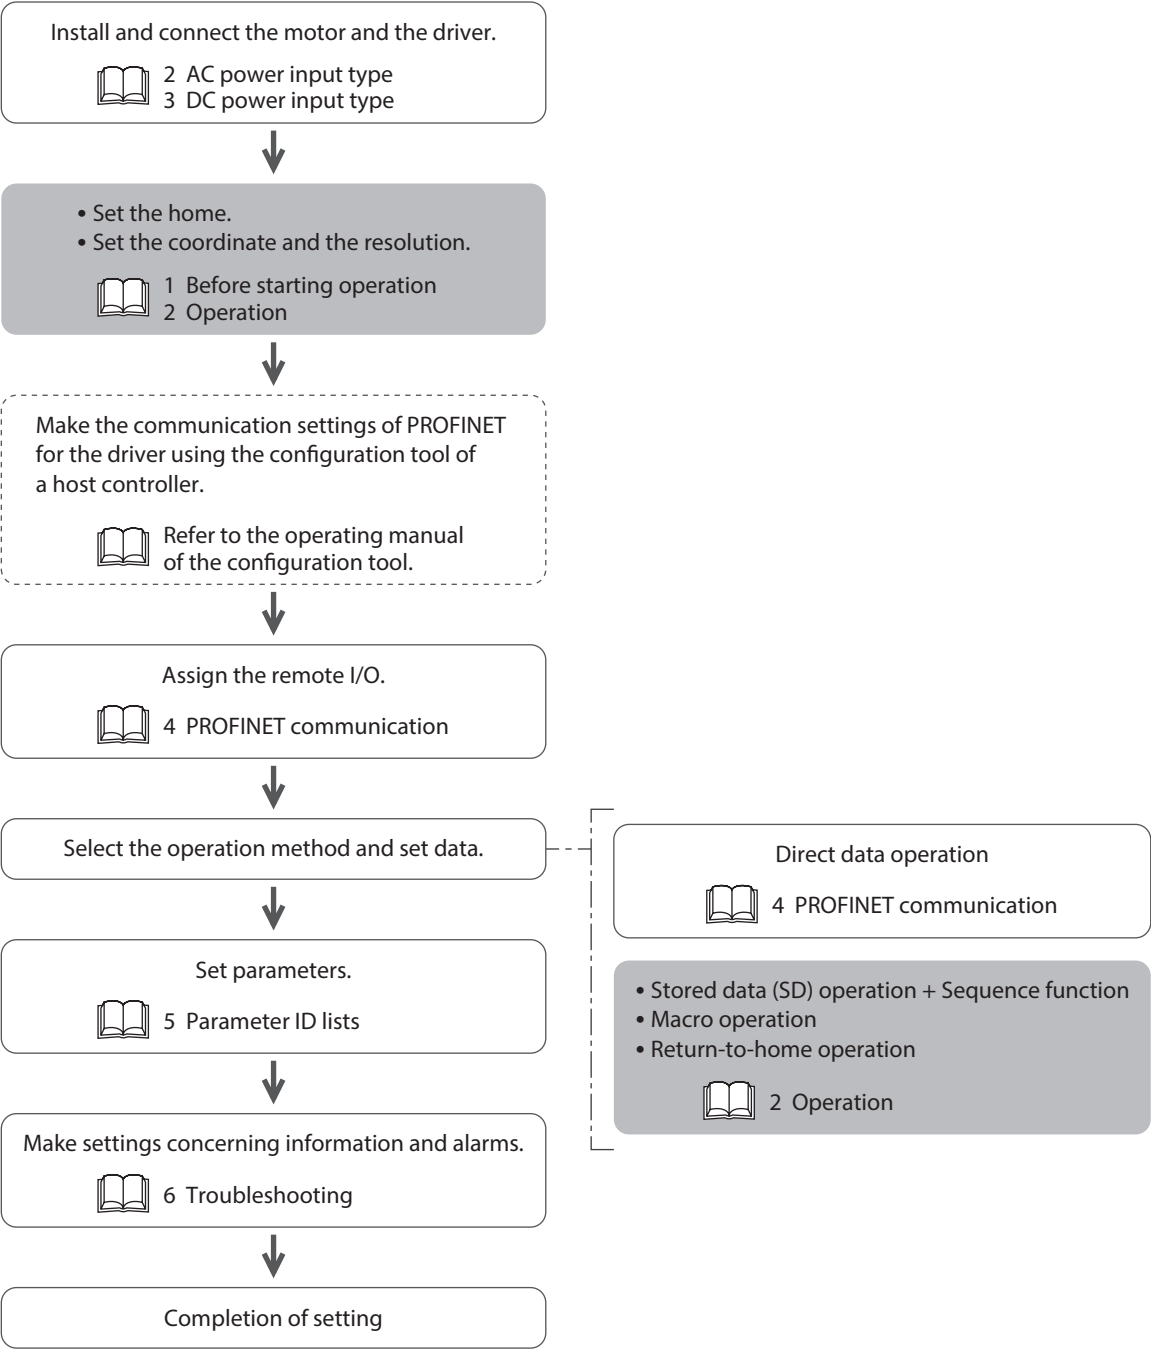 Install and connect the motor and the driver.
2 AC power input type
3 DC power input type
• Set the home.
• Set the coordinate and the resolution.
1 Before starting operation
2 Operation
Make the communication settings of PROFINET
for the driver using the configuration tool of
a host controller.
Refer to the operating manual
of the configuration tool.
Assign the remote I/O.
4 PROFINET communication
Select the operation method and set data.
Direct data operation
4 PROFINET communication
• Stored data (SD) operation + Sequence function
• Macro operation
• Return-to-home operation
2 Operation
Set parameters.
5 Parameter ID lists
Make settings concerning information and alarms.
6 Troubleshooting
Completion of setting